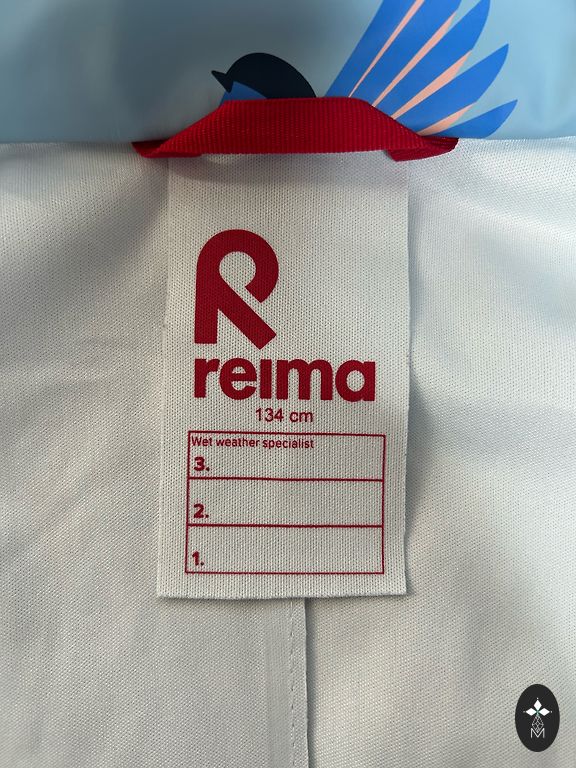 reima
134 cm
Wet weather specialist
3.
2.
1.
M